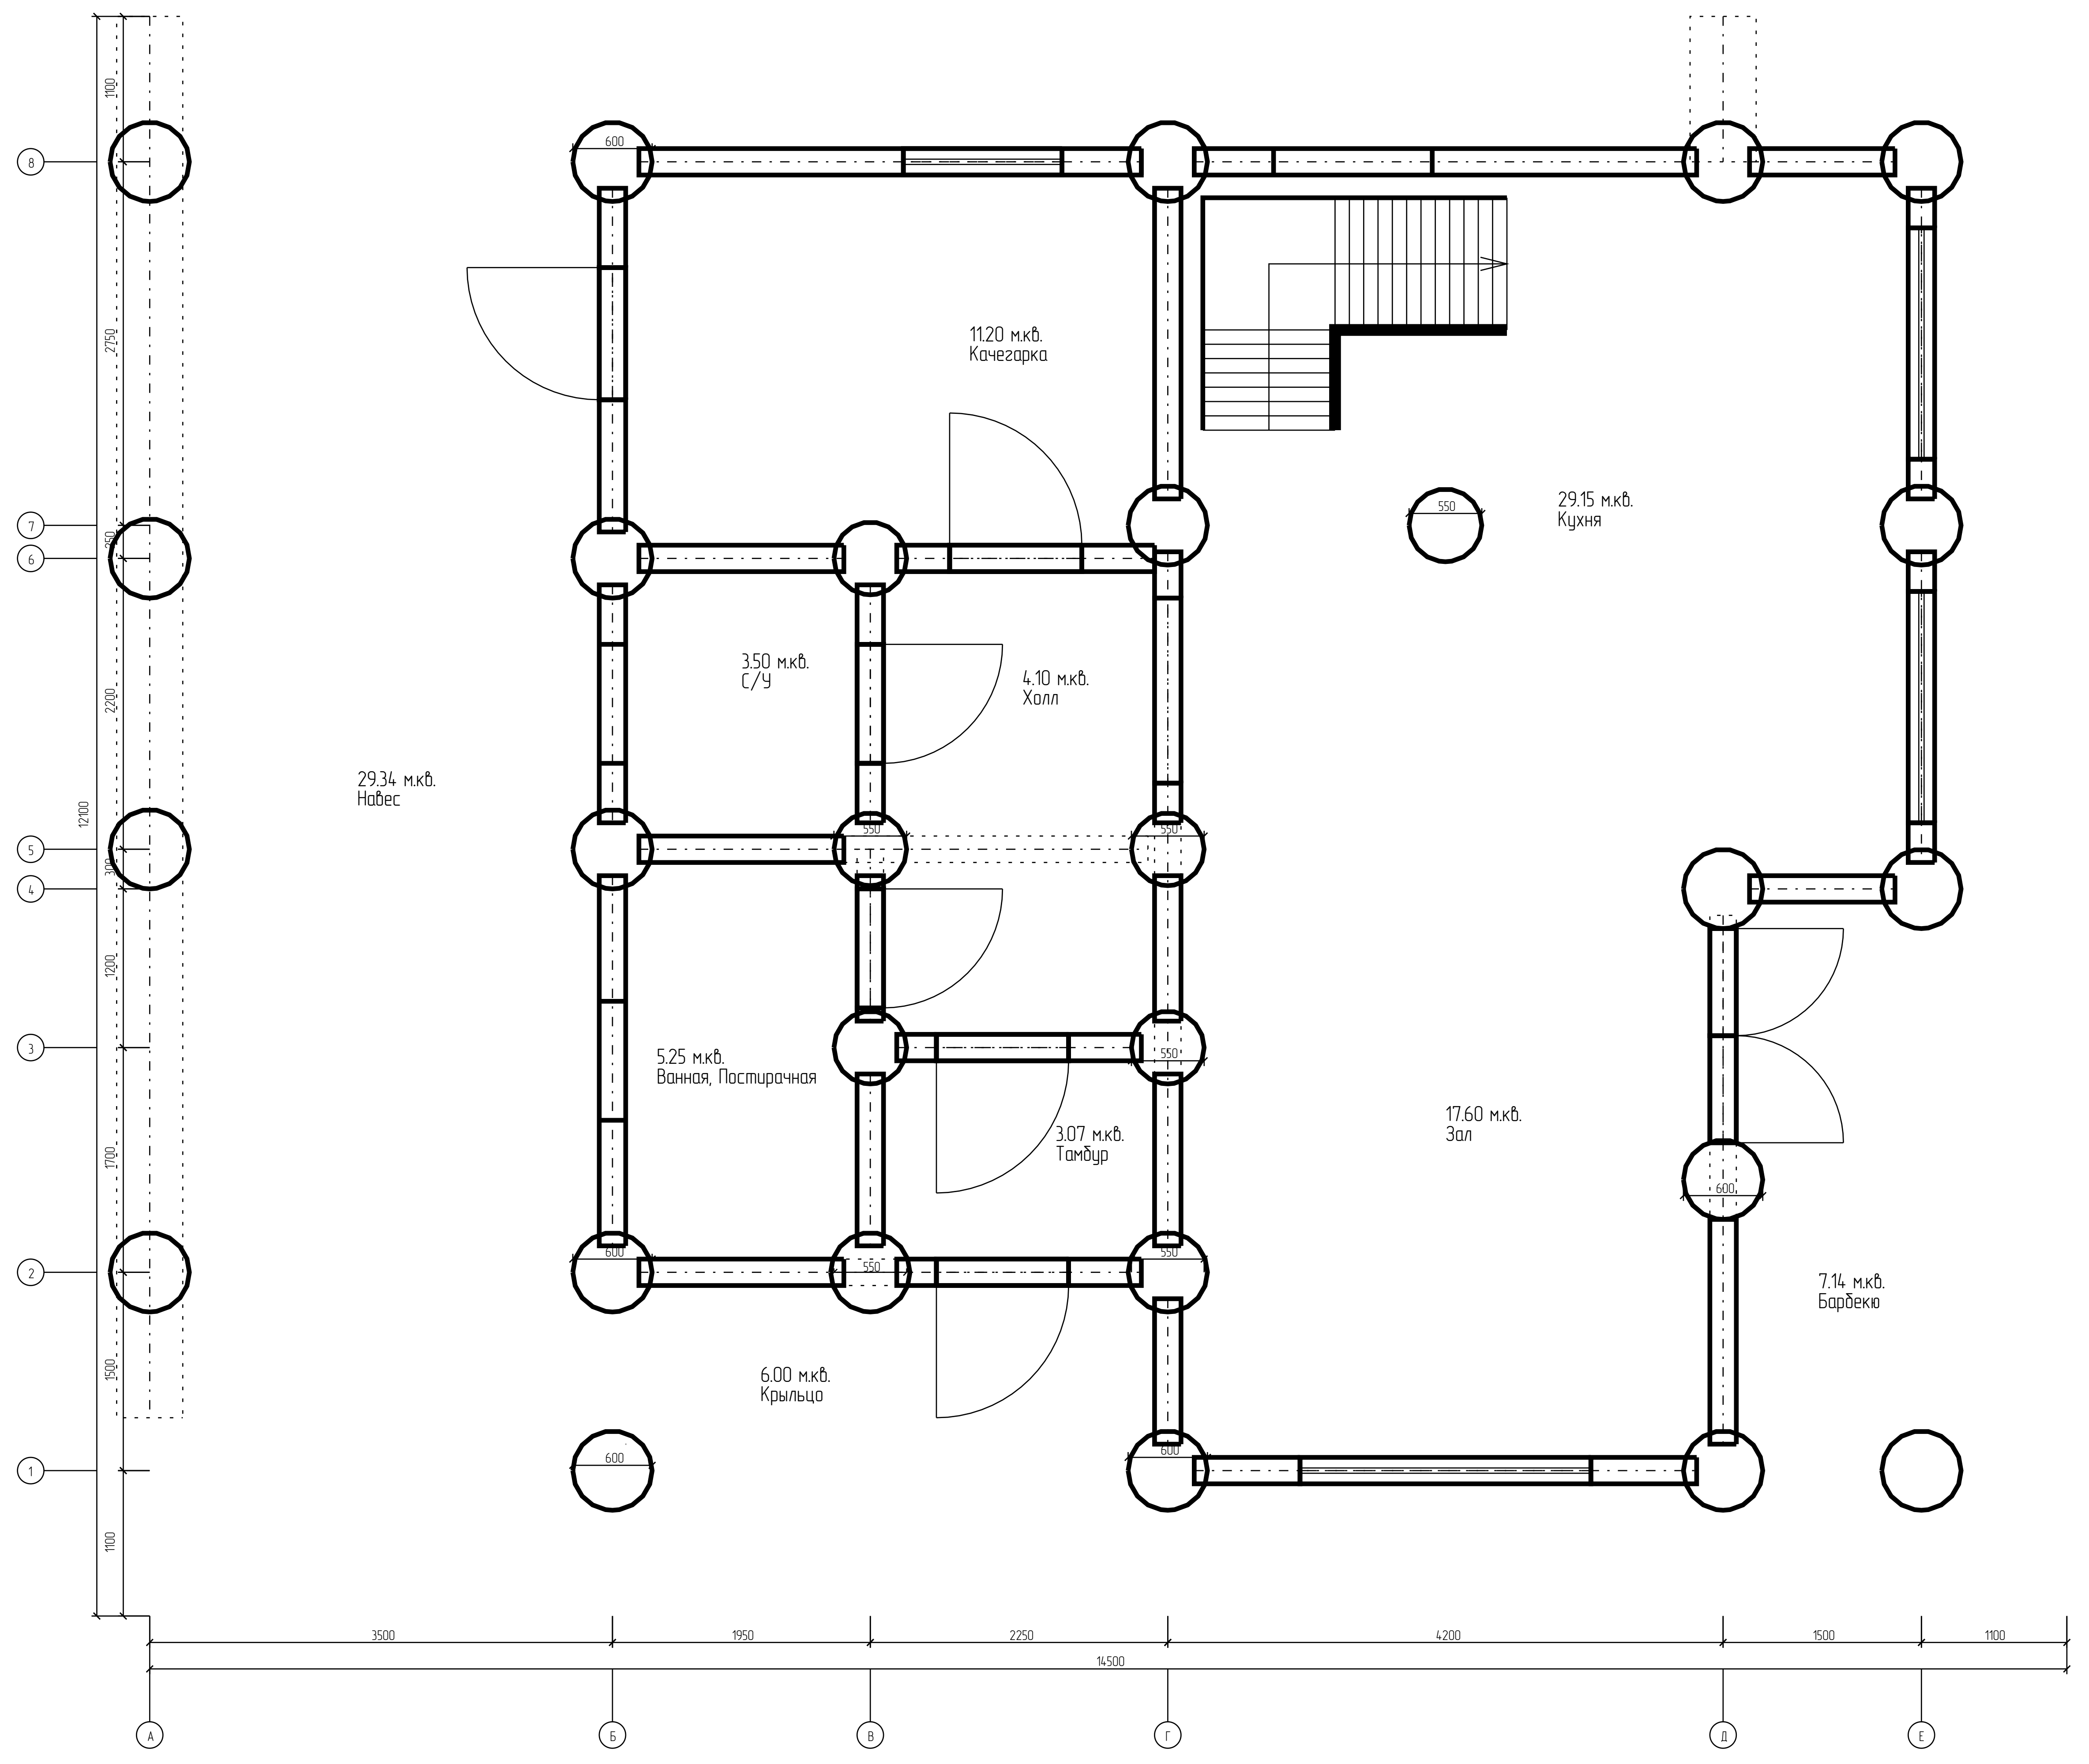 1100
8
600
2750
11.20 м.кв.
Качегарка
7
250
6
550
29.15 м.кв.
Кухня
2200
3.50 м.кв.
С/У
4.10 м.кв.
Холл
29.34 м.кв.
Навес
12100
5
550
550
300
4
1200
3
550
5.25 м.кв.
Ванная, Постирачная
17.60 м.кв.
Зал
3.07 м.кв.
Тамбур
1700
600
2
600
550
550
7.14 м.кв.
Барбекю
1500
6.00 м.кв.
Крыльцо
1
600
600
1100
3500
1950
2250
4200
1500
1100
14500
А
Б
В
Г
Д
Е